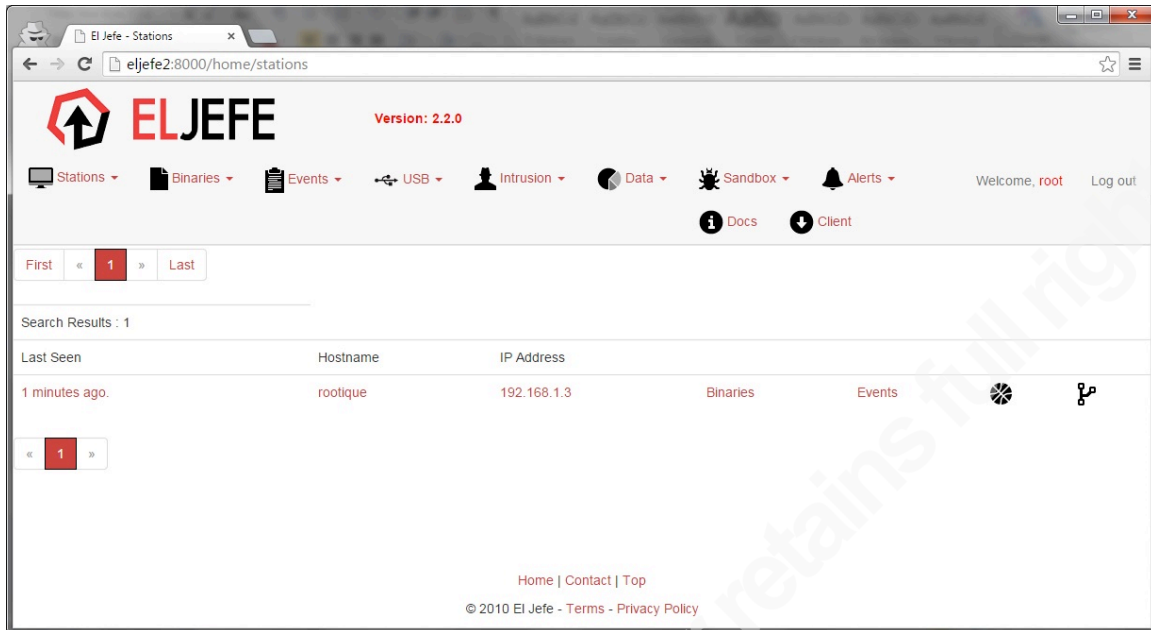 El Jefe - Stations
eljefe2:8000/home/stations
ELJEFE
Version: 2.2.0
Stations
Binaries
Events
USB
Intrusion
Data
Sandbox
Alerts
Welcome, root
Log out
Docs
Client
First « 1 » Last
Search Results : 1
Last Seen Hostname IP Address
1 minutes ago. rootique 192.168.1.3 Binaries Events
« 1 »
Home | Contact | Top
© 2010 El Jefe - Terms - Privacy Policy
retains full